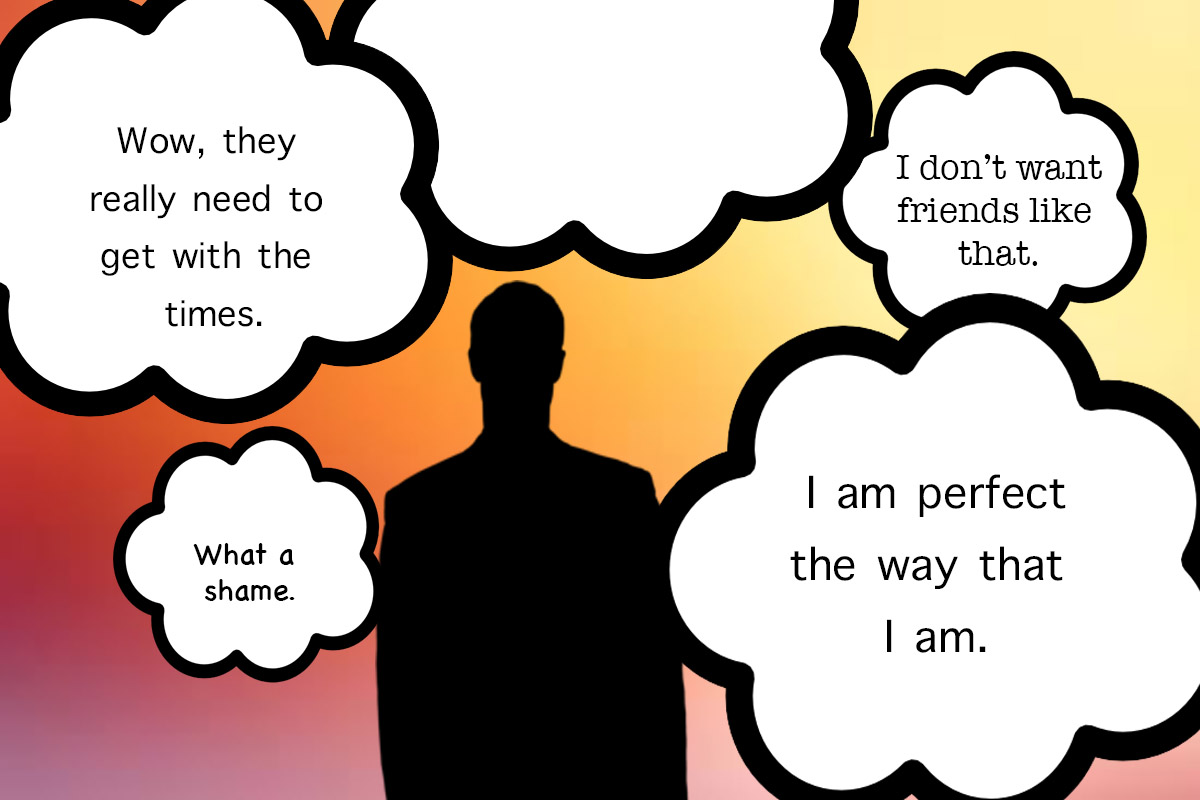 Wow, they
really need to
get with the
times.
I don’t want
friends like
that.
What a
shame.
I am perfect
the way that
I am.